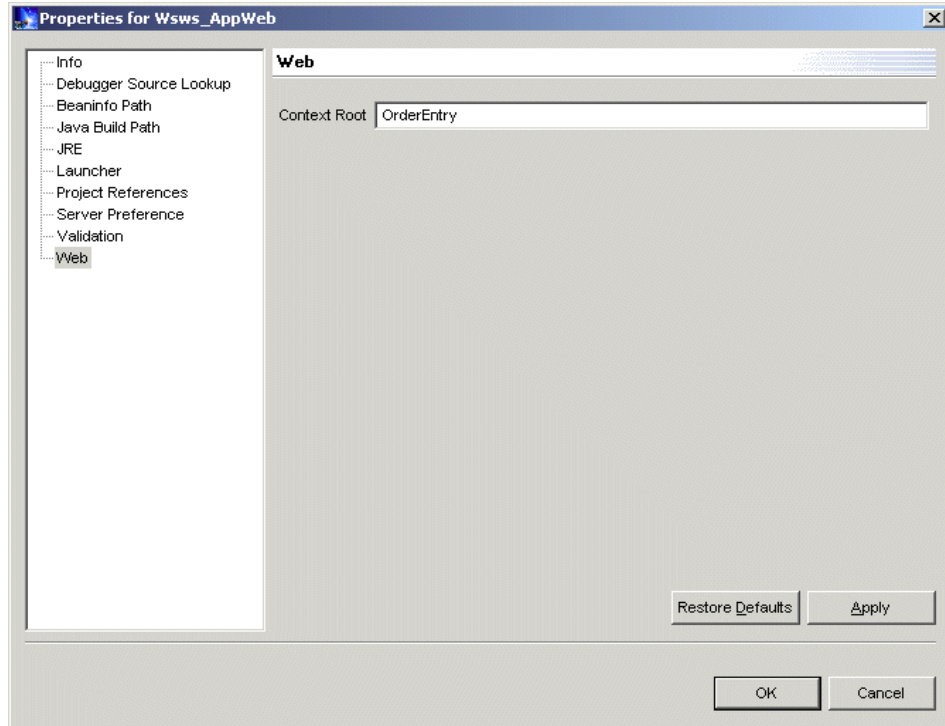 Properties for Wsws_AppWeb
Info
Debugger Source Lookup
Beaninfo Path
Java Build Path
JRE
Launcher
Project References
Server Preference
Validation
Web
Web
Context Root OrderEntry
Restore Defaults Apply
OK Cancel